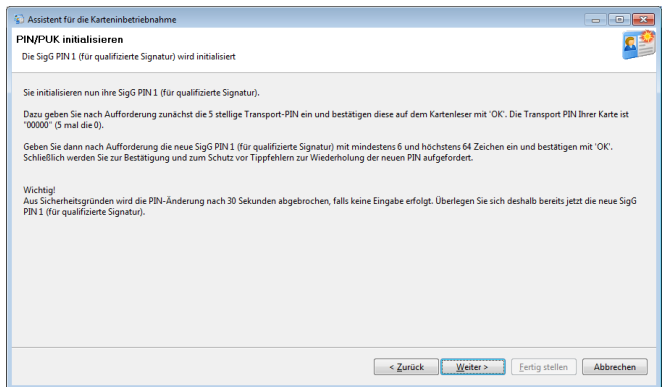 Assistent für die Karteninbetriebnahme
PIN/PUK initialisieren
Die SigG PIN 1 (für qualifizierte Signatur) wird initialisiert
Sie initialisieren nun ihre SigG PIN 1 (für qualifizierte Signatur).
Dazu geben Sie nach Aufforderung zunächst die 5 stellige Transport-PIN ein und bestätigen diese auf dem Kartenleser mit 'OK'. Die Transport PIN Ihrer Karte ist
"00000" (5 mal die 0).
Geben Sie dann nach Aufforderung die neue SigG PIN 1 (für qualifizierte Signatur) mit mindestens 6 und höchstens 64 Zeichen ein und bestätigen mit 'OK'.
Schließlich werden Sie zur Bestätigung und zum Schutz vor Tippfehlern zur Wiederholung der neuen PIN aufgefordert.
Wichtig!
Aus Sicherheitsgründen wird die PIN-Änderung nach 30 Sekunden abgebrochen, falls keine Eingabe erfolgt. Überlegen Sie sich deshalb bereits jetzt die neue SigG
PIN 1 (für qualifizierte Signatur).
< Zurück Weiter > Fertig stellen Abbrechen